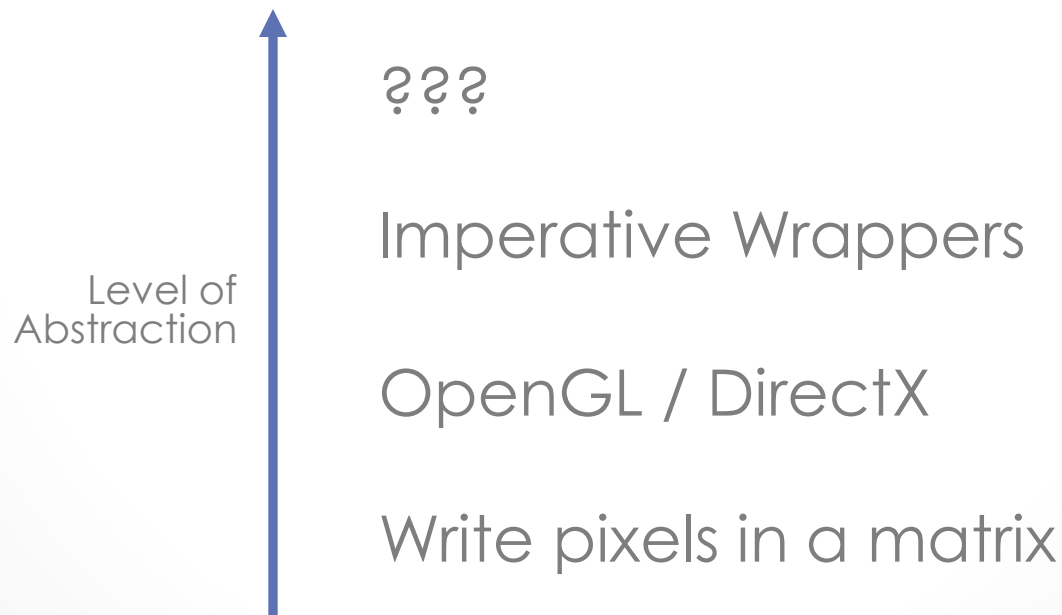 ???
Imperative Wrappers
Level of
Abstraction
OpenGL / DirectX
Write pixels in a matrix